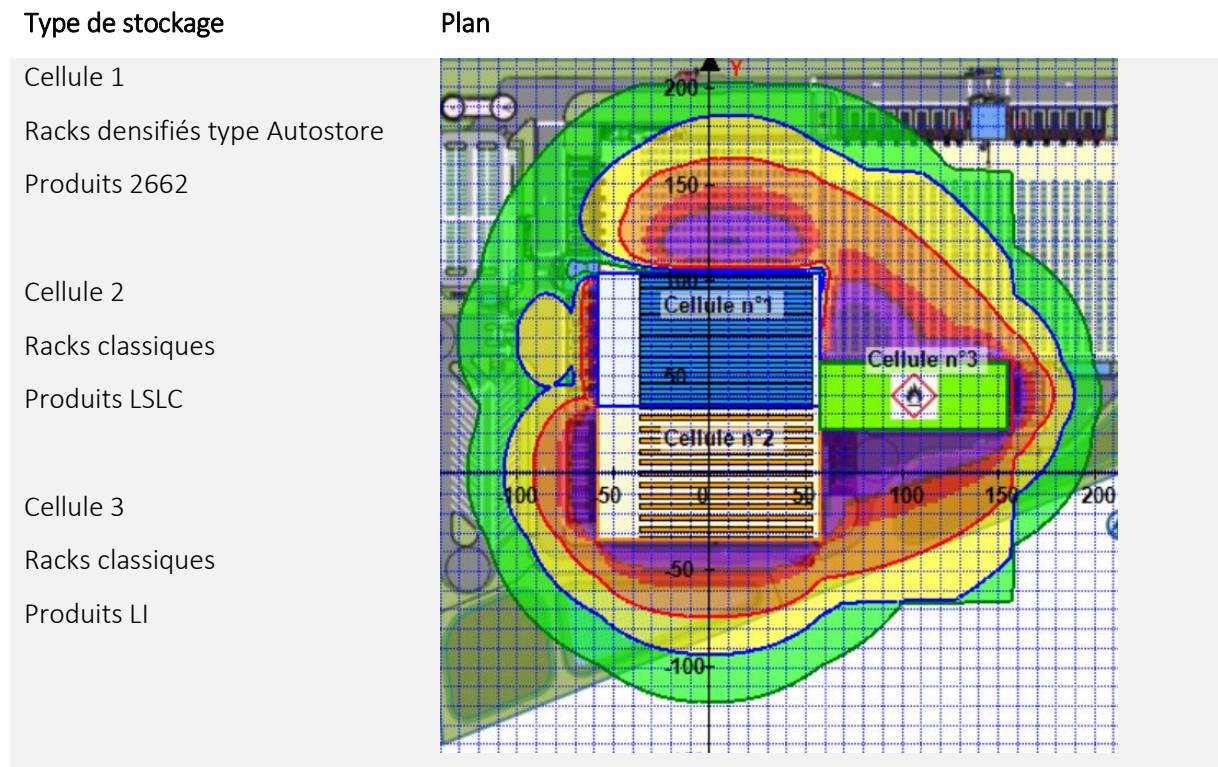 Type de stockage
Plan
Cellule 1
Racks densifiés type Autostore
Produits 2662
Cellule 2
Racks classiques
Produits LSLC
Cellule 3
Racks classiques
Produits LI
Y
200
150
100
Cellule n°1
Cellule n°3
50
Cellule n°2
-100
-50
0
50
100
150
200
-50
-100